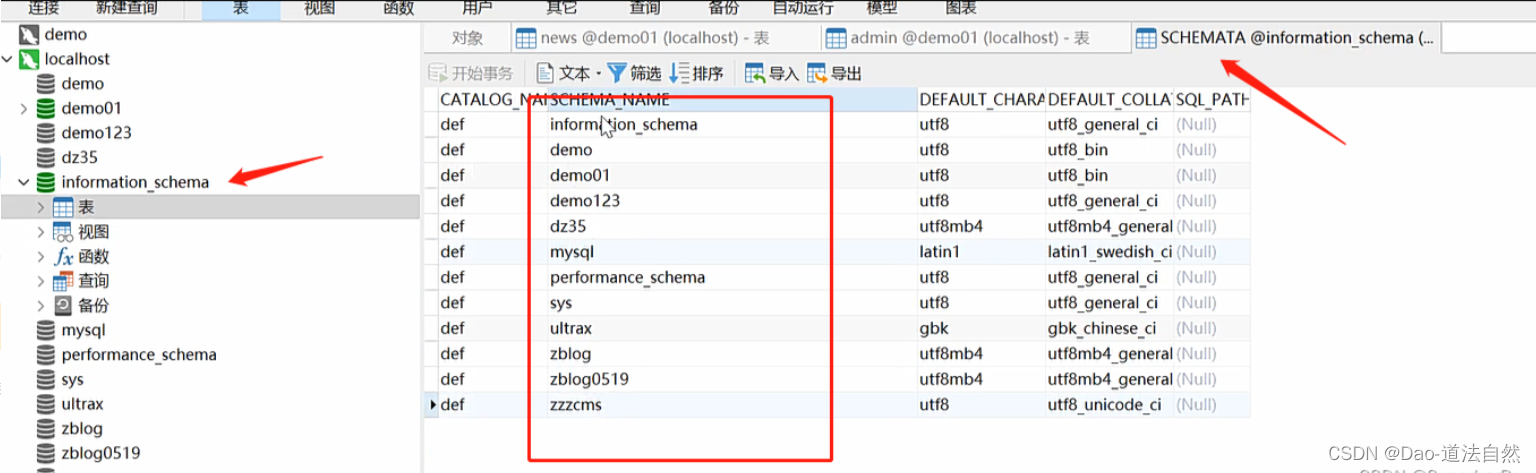 连接 新建查询 表 视图 函数 用户 其它 查询 备份 自动运行 模型 图表
demo
localhost
demo
demo01
demo123
dz35
information_schema
表
视图
fx 函数
查询
备份
mysql
performance_schema
sys
ultrax
zblog
zblog0519
对象 news @demo01 (localhost) - 表 admin @demo01 (localhost) - 表 SCHEMATA @information_schema (...
开始事务 文本 筛选 排序 导入 导出
CATALOG_NAI SCHEMA_NAME DEFAULT_CHARA DEFAULT_COLLA SQL_PATH
def information_schema utf8 utf8_general_ci (Null)
def demo utf8 utf8_bin (Null)
def demo01 utf8 utf8_bin (Null)
def demo123 utf8 utf8_general_ci (Null)
def dz35 utf8mb4 utf8mb4_general (Null)
def mysql latin1 latin1_swedish_ci (Null)
def performance_schema utf8 utf8_general_ci (Null)
def sys utf8 utf8_general_ci (Null)
def ultrax gbk gbk_chinese_ci (Null)
def zblog utf8mb4 utf8mb4_general (Null)
def zblog0519 utf8mb4 utf8mb4_general (Null)
def zzzcms utf8 utf8_unicode_ci (Null)
CSDN @Dao-道法自然